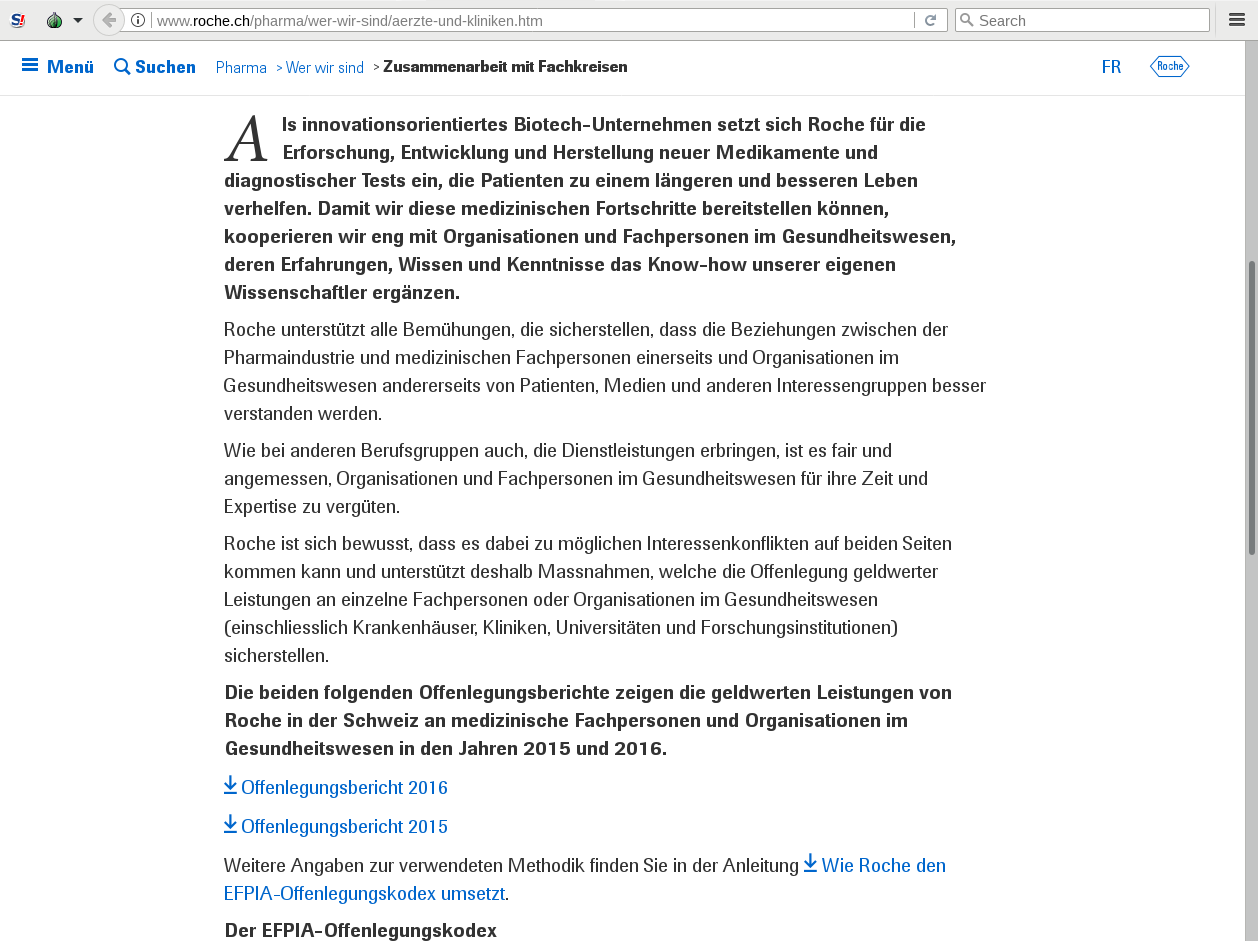 S!
www.roche.ch/pharma/wer-wir-sind/aerzte-und-kliniken.htm
Search
Menü
Suchen
Pharma > Wer wir sind > Zusammenarbeit mit Fachkreisen
FR
Roche
Als innovationsorientiertes Biotech-Unternehmen setzt sich Roche für die
Erforschung, Entwicklung und Herstellung neuer Medikamente und
diagnostischer Tests ein, die Patienten zu einem längeren und besseren Leben
verhelfen. Damit wir diese medizinischen Fortschritte bereitstellen können,
kooperieren wir eng mit Organisationen und Fachpersonen im Gesundheitswesen,
deren Erfahrungen, Wissen und Kenntnisse das Know-how unserer eigenen
Wissenschaftler ergänzen.
Roche unterstützt alle Bemühungen, die sicherstellen, dass die Beziehungen zwischen der
Pharmaindustrie und medizinischen Fachpersonen einerseits und Organisationen im
Gesundheitswesen andererseits von Patienten, Medien und anderen Interessengruppen besser
verstanden werden.
Wie bei anderen Berufsgruppen auch, die Dienstleistungen erbringen, ist es fair und
angemessen, Organisationen und Fachpersonen im Gesundheitswesen für ihre Zeit und
Expertise zu vergüten.
Roche ist sich bewusst, dass es dabei zu möglichen Interessenkonflikten auf beiden Seiten
kommen kann und unterstützt deshalb Massnahmen, welche die Offenlegung geldwerter
Leistungen an einzelne Fachpersonen oder Organisationen im Gesundheitswesen
(einschliesslich Krankenhäuser, Kliniken, Universitäten und Forschungsinstitutionen)
sicherstellen.
Die beiden folgenden Offenlegungsberichte zeigen die geldwerten Leistungen von
Roche in der Schweiz an medizinische Fachpersonen und Organisationen im
Gesundheitswesen in den Jahren 2015 und 2016.
Offenlegungsbericht 2016
Offenlegungsbericht 2015
Weitere Angaben zur verwendeten Methodik finden Sie in der Anleitung Wie Roche den
EFPIA-Offenlegungskodex umsetzt.
Der EFPIA-Offenlegungskodex